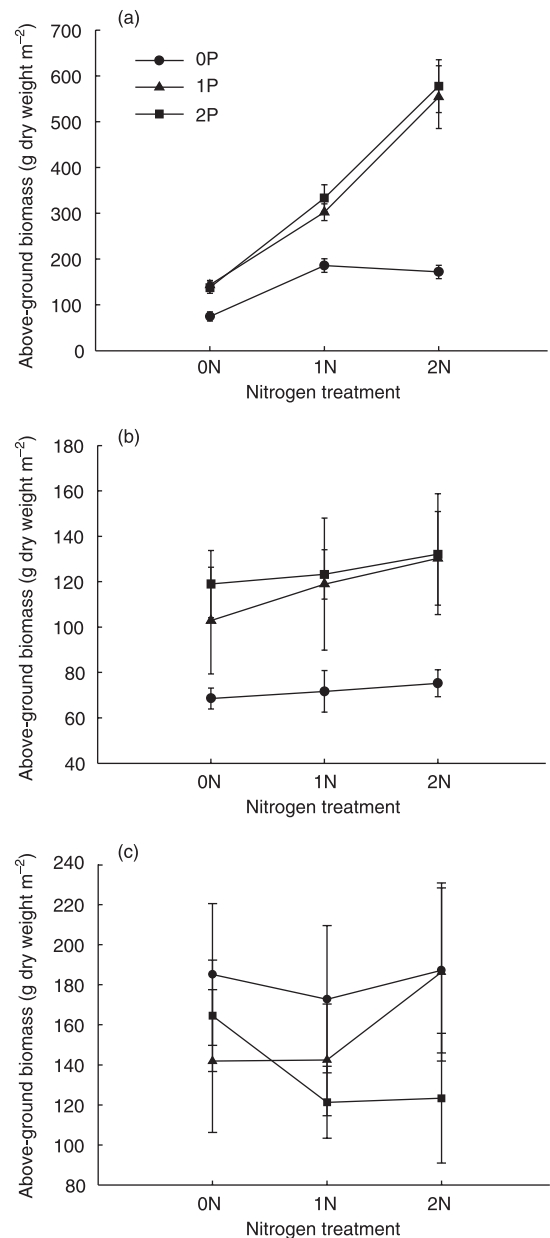 (a)
0P
1P
2P
Above-ground biomass (g dry weight m⁻²)
700
600
500
400
300
200
100
0
0N 1N 2N
Nitrogen treatment
(b)
Above-ground biomass (g dry weight m⁻²)
180
160
140
120
100
80
60
40
0N 1N 2N
Nitrogen treatment
(c)
Above-ground biomass (g dry weight m⁻²)
240
220
200
180
160
140
120
100
80
0N 1N 2N
Nitrogen treatment